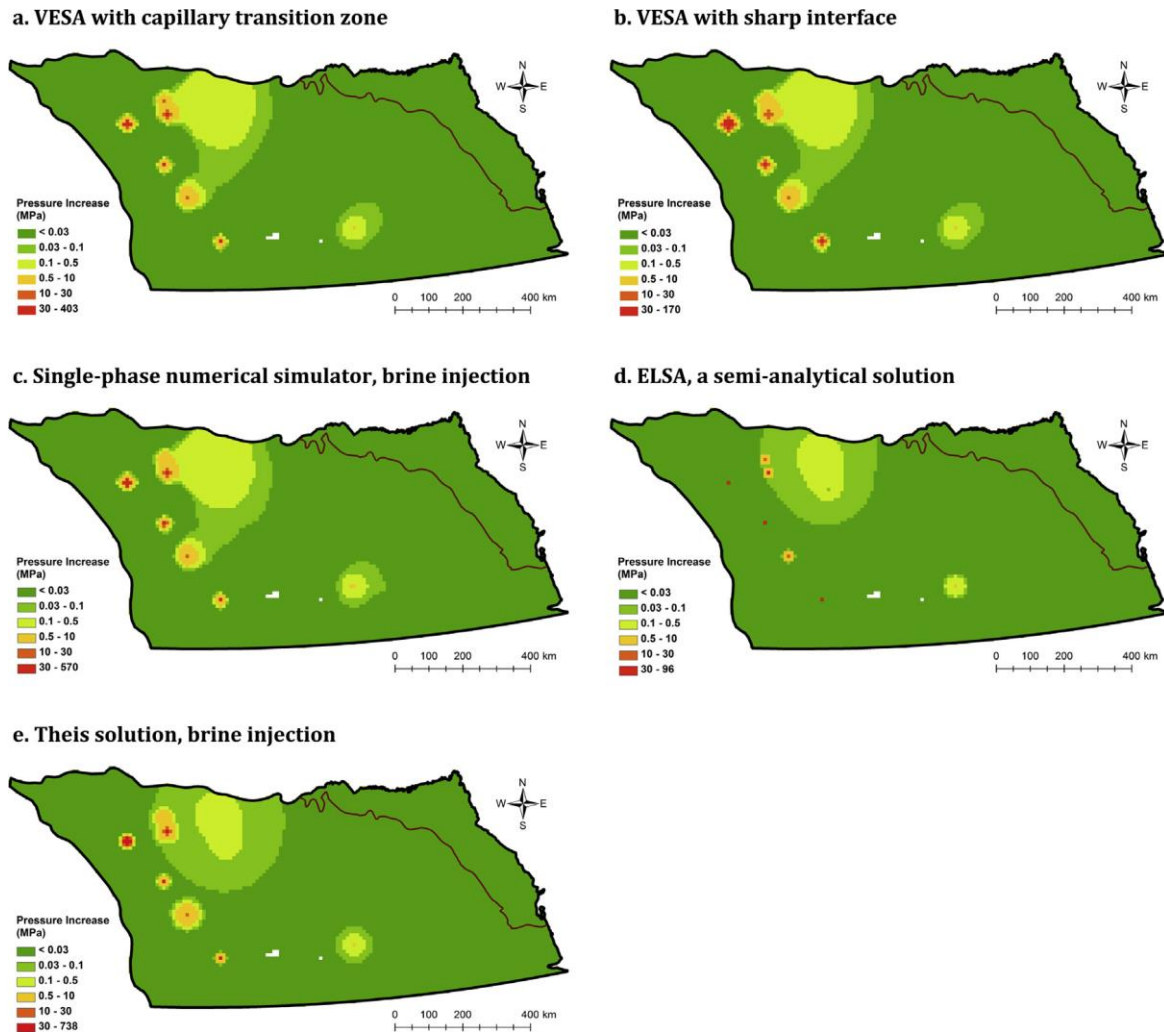 a. VESA with capillary transition zone
N
W E
S
Pressure Increase
(MPa)
< 0.03
0.03 - 0.1
0.1 - 0.5
0.5 - 10
10 - 30
30 - 403
0 100 200 400 km
b. VESA with sharp interface
N
W E
S
Pressure Increase
(MPa)
< 0.03
0.03 - 0.1
0.1 - 0.5
0.5 - 10
10 - 30
30 - 170
0 100 200 400 km
c. Single-phase numerical simulator, brine injection
N
W E
S
Pressure Increase
(MPa)
< 0.03
0.03 - 0.1
0.1 - 0.5
0.5 - 10
10 - 30
30 - 570
0 100 200 400 km
d. ELSA, a semi-analytical solution
N
W E
S
Pressure Increase
(MPa)
< 0.03
0.03 - 0.1
0.1 - 0.5
0.5 - 10
10 - 30
30 - 96
0 100 200 400 km
e. Theis solution, brine injection
N
W E
S
Pressure Increase
(MPa)
< 0.03
0.03 - 0.1
0.1 - 0.5
0.5 - 10
10 - 30
30 - 738
0 100 200 400 km